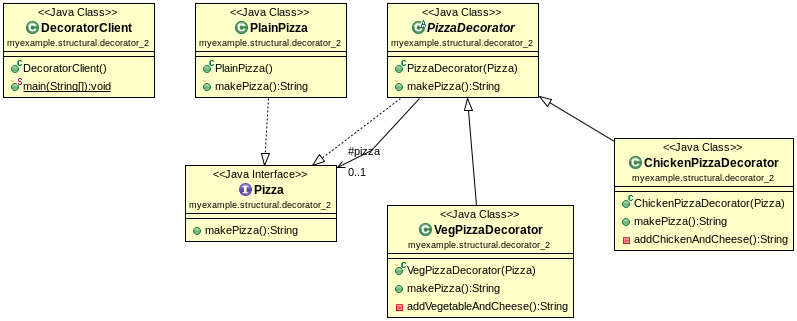 <<Java Class>>
DecoratorClient
myexample.structural.decorator_2
DecoratorClient()
main(String[]):void
<<Java Class>>
PlainPizza
myexample.structural.decorator_2
PlainPizza()
makePizza():String
<<Java Class>>
PizzaDecorator
myexample.structural.decorator_2
PizzaDecorator(Pizza)
makePizza():String
#pizza
0..1
<<Java Interface>>
Pizza
myexample.structural.decorator_2
makePizza():String
<<Java Class>>
VegPizzaDecorator
myexample.structural.decorator_2
VegPizzaDecorator(Pizza)
makePizza():String
addVegetableAndCheese():String
<<Java Class>>
ChickenPizzaDecorator
myexample.structural.decorator_2
ChickenPizzaDecorator(Pizza)
makePizza():String
addChickenAndCheese():String